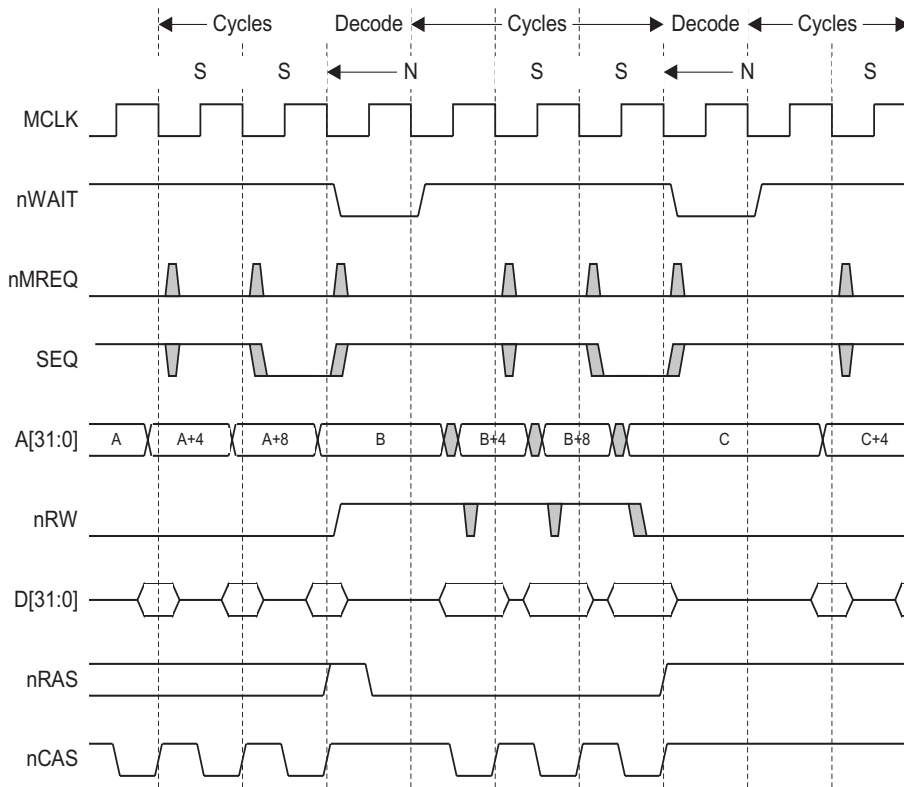 Cycles Decode Cycles Decode Cycles
S S N S S N S
MCLK
nWAIT
nMREQ
SEQ
A[31:0] A A+4 A+8 B B+4 B+8 C C+4
nRW
D[31:0]
nRAS
nCAS